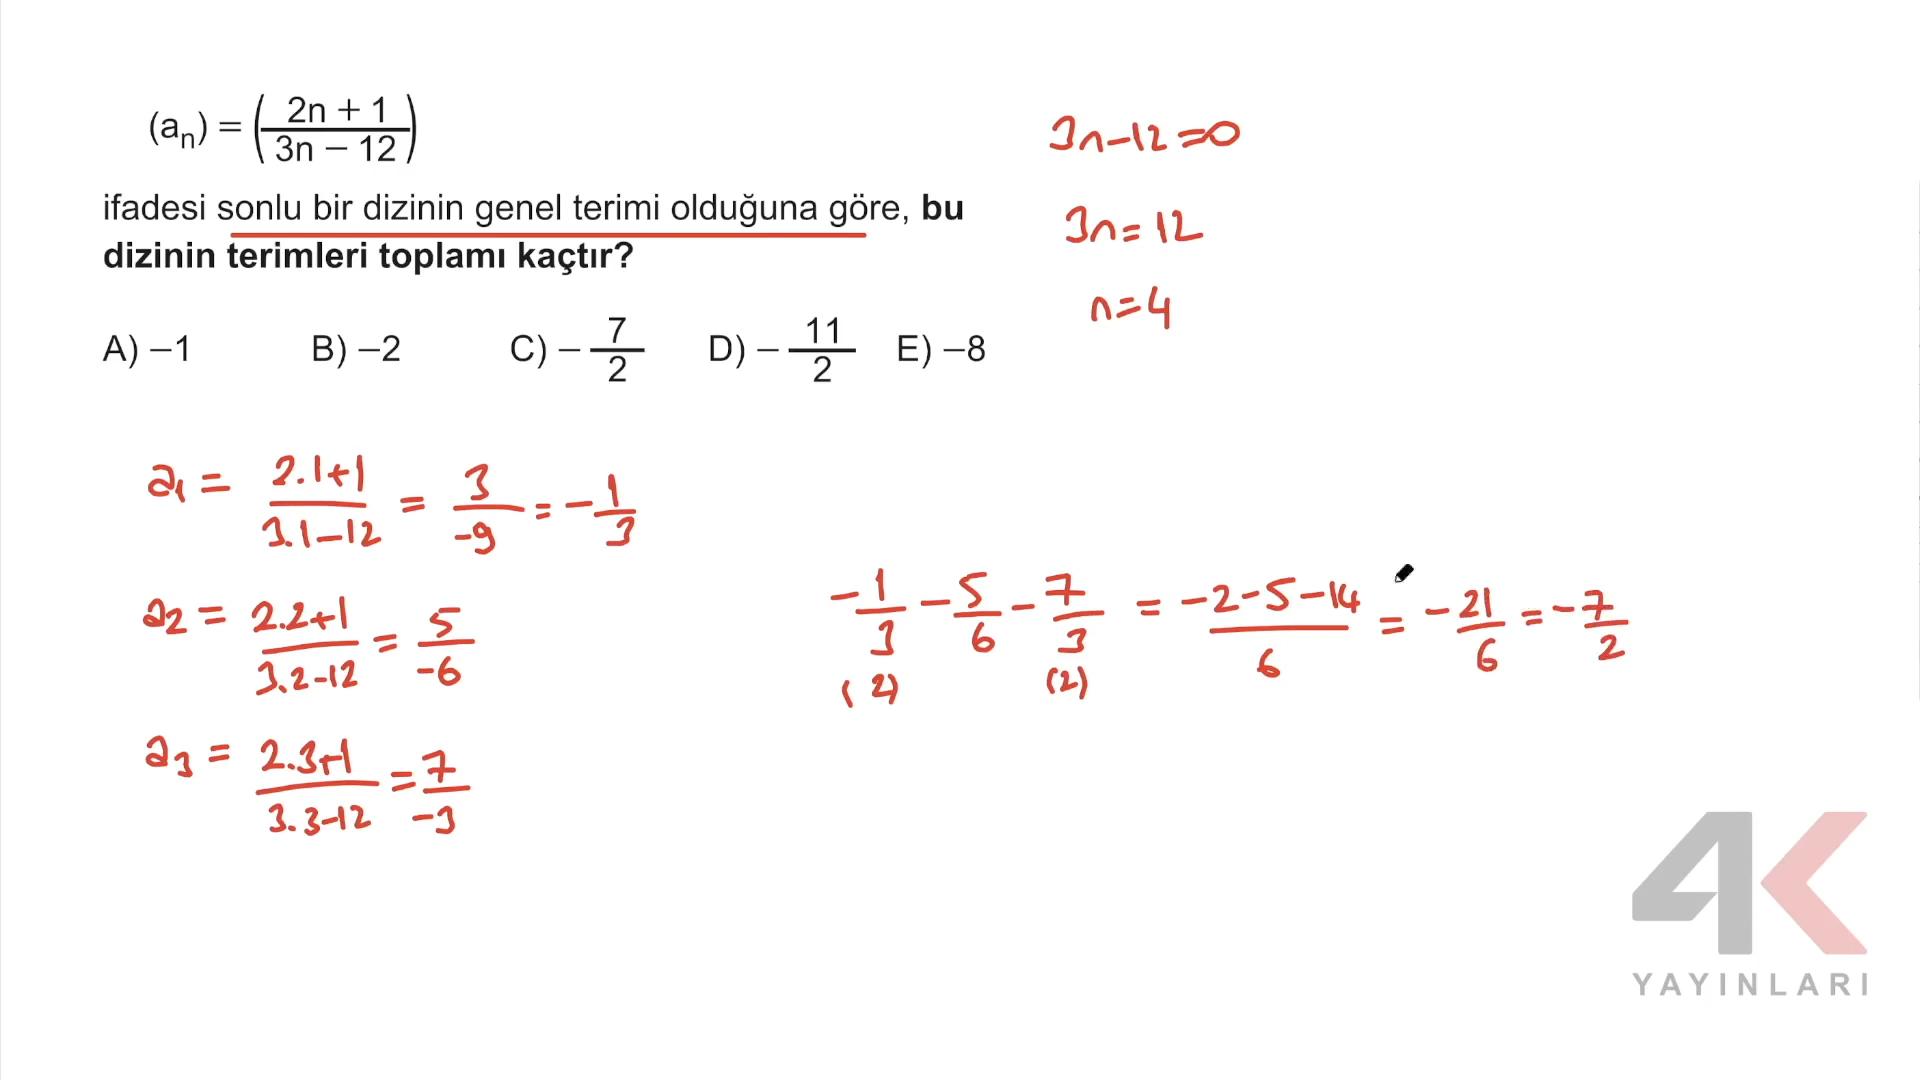 (aₙ) = ( (2n + 1) / (3n − 12) )
ifadesi sonlu bir dizinin genel terimi olduğuna göre, bu
dizinin terimleri toplamı kaçtır?
A) −1 B) −2 C) − 7/2 D) − 11/2 E) −8
3n−12=0
3n=12
n=4
a₁ = (2.1+1)/(3.1−12) = 3/−9 = −1/3
a₂ = (2.2+1)/(3.2−12) = 5/−6
a₃ = (2.3+1)/(3.3−12) = 7/−3
−1/3 − 5/6 − 7/3 = (−2−5−14)/6 = −21/6 = −7/2
(2) (2)
4K
YAYINLARI